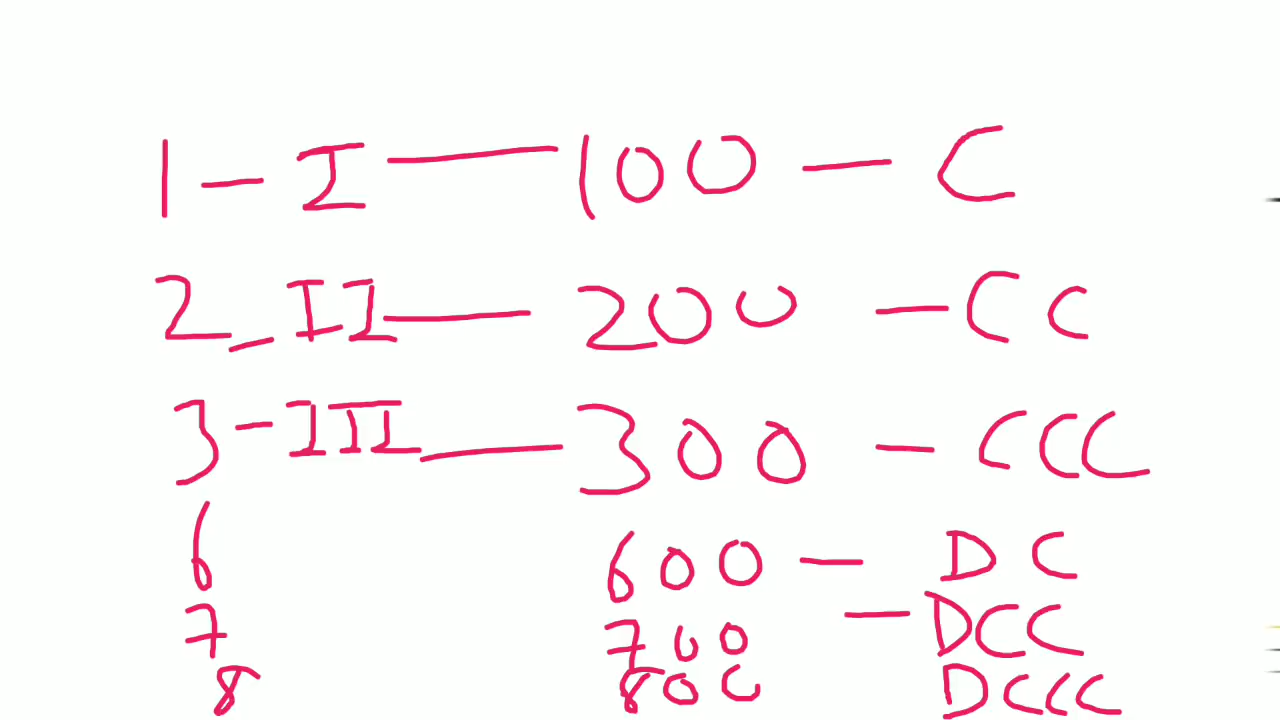 1 - I — 100 - C
2 - II — 200 - CC
3 - III — 300 - CCC
6 600 - DC
7 700 - DCC
8 800 DCCC